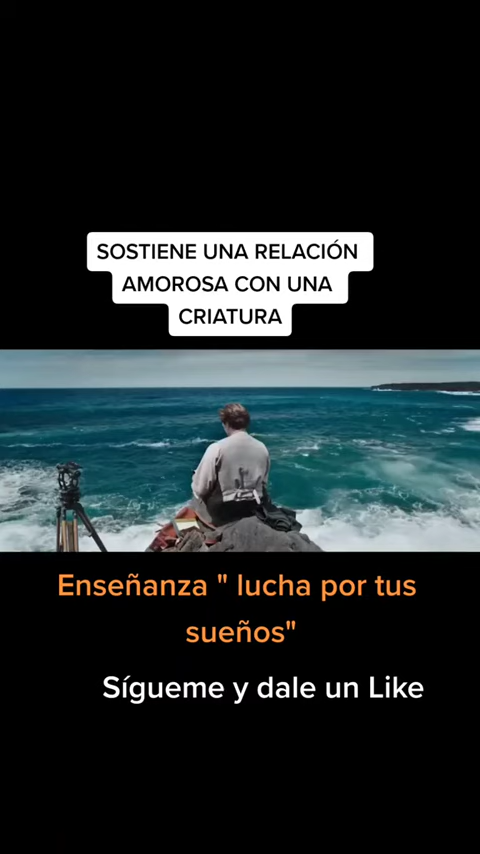 SOSTIENE UNA RELACIÓN
AMOROSA CON UNA
CRIATURA
Enseñanza " lucha por tus
sueños"
Sígueme y dale un Like